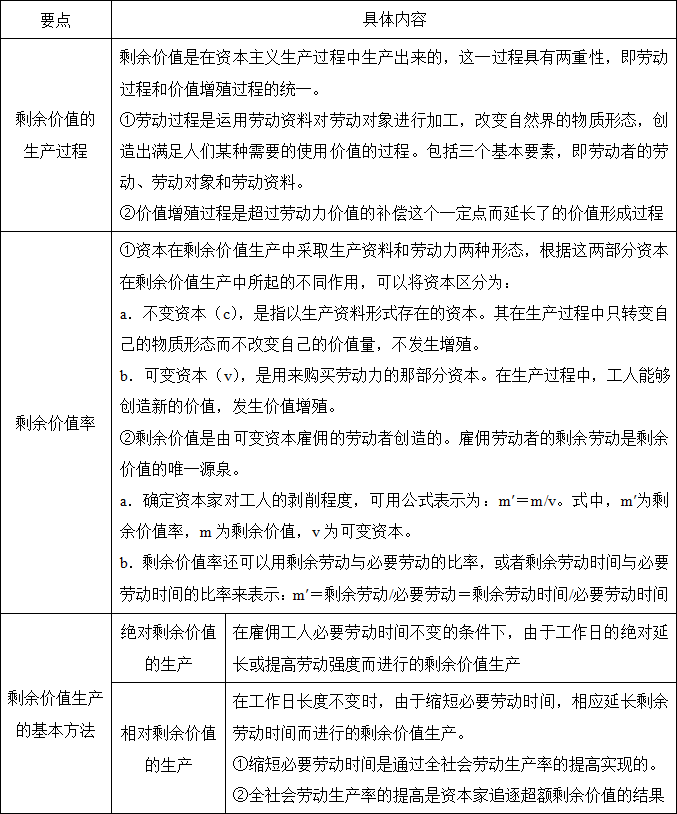 要点
具体内容
剩余价值的
生产过程
剩余价值是在资本主义生产过程中生产出来的，这一过程具有两重性，即劳动
过程和价值增殖过程的统一。
①劳动过程是运用劳动资料对劳动对象进行加工，改变自然界的物质形态，创
造出满足人们某种需要的使用价值的过程。包括三个基本要素，即劳动者的劳
动、劳动对象和劳动资料。
②价值增殖过程是超过劳动力价值的补偿这个一定点而延长了的价值形成过程
剩余价值率
①资本在剩余价值生产中采取生产资料和劳动力两种形态，根据这两部分资本
在剩余价值生产中所起的不同作用，可以将资本区分为：
a．不变资本（c），是指以生产资料形式存在的资本。其在生产过程中只转变自
己的物质形态而不改变自己的价值量，不发生增殖。
b．可变资本（v），是用来购买劳动力的那部分资本。在生产过程中，工人能够
创造新的价值，发生价值增殖。
②剩余价值是由可变资本雇佣的劳动者创造的。雇佣劳动者的剩余劳动是剩余
价值的唯一源泉。
a．确定资本家对工人的剥削程度，可用公式表示为：m′＝m/v。式中，m′为剩
余价值率，m 为剩余价值，v 为可变资本。
b．剩余价值率还可以用剩余劳动与必要劳动的比率，或者剩余劳动时间与必要
劳动时间的比率来表示：m′＝剩余劳动/必要劳动＝剩余劳动时间/必要劳动时间
剩余价值生产
的基本方法
绝对剩余价值
的生产
在雇佣工人必要劳动时间不变的条件下，由于工作日的绝对延
长或提高劳动强度而进行的剩余价值生产
相对剩余价值
的生产
在工作日长度不变时，由于缩短必要劳动时间，相应延长剩余
劳动时间而进行的剩余价值生产。
①缩短必要劳动时间是通过全社会劳动生产率的提高实现的。
②全社会劳动生产率的提高是资本家追逐超额剩余价值的结果